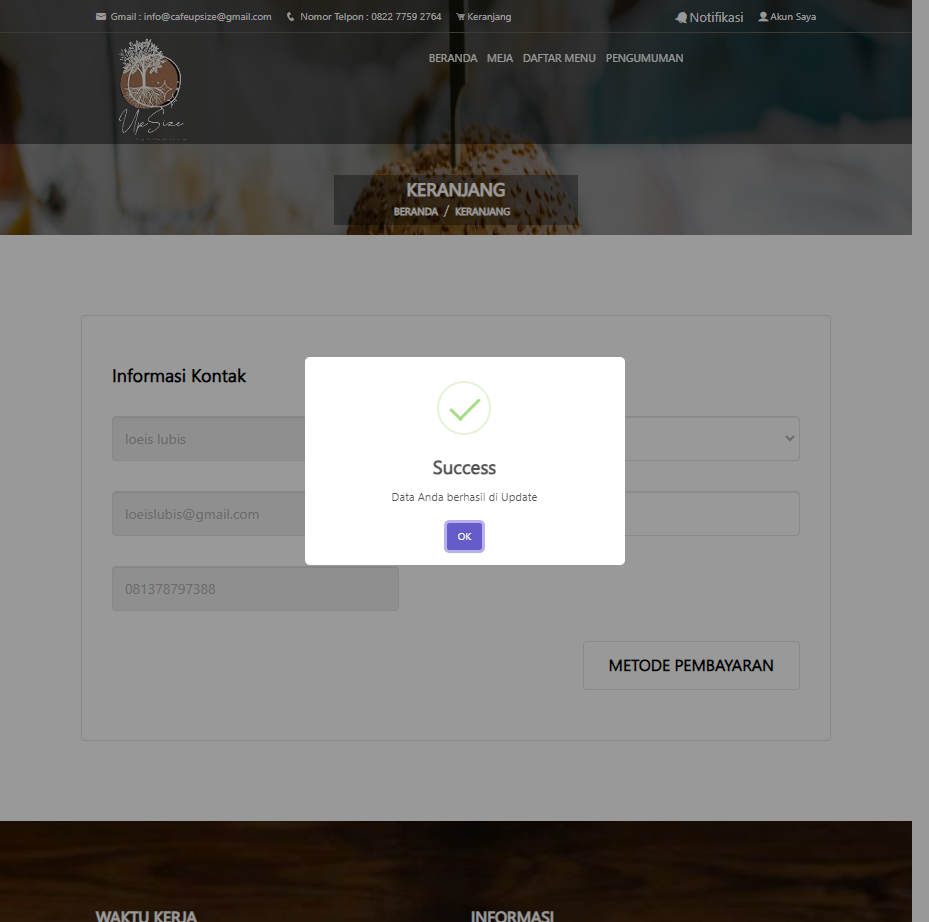 Gmail : info@cafeupsize@gmail.com Nomor Telpon : 0822 7759 2764 Keranjang Notifikasi Akun Saya
UpSize
BERANDA MEJA DAFTAR MENU PENGUMUMAN
KERANJANG
BERANDA / KERANJANG
Informasi Kontak
loeis lubis
loeislubis@gmail.com
081378797388
Success
Data Anda berhasil di Update
OK
METODE PEMBAYARAN
WAKTU KERJA INFORMASI